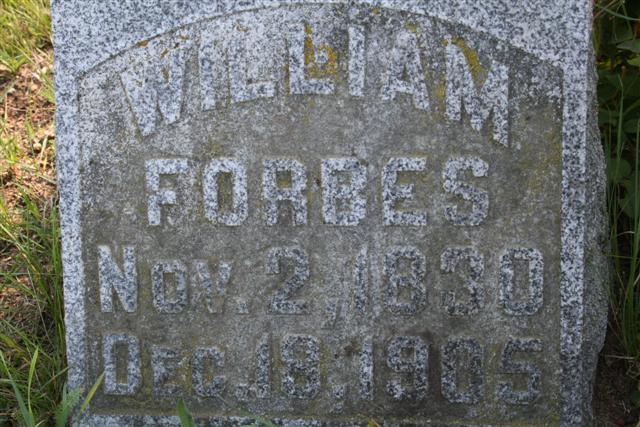 WILLIAM
FORBES
NOV. 2, 1830
DEC. 18, 1905